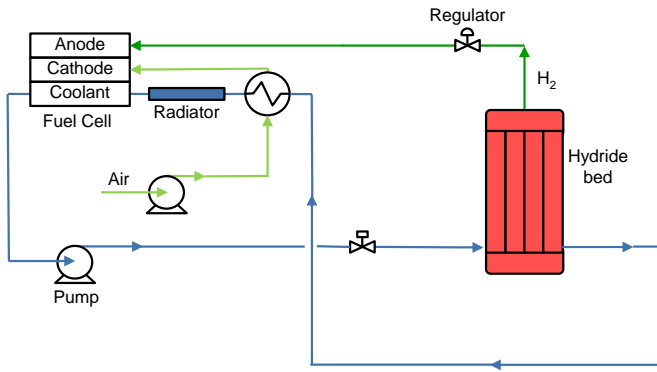 Regulator
Anode
Cathode
Coolant
Fuel Cell
Radiator
H2
Hydride
bed
Air
Pump